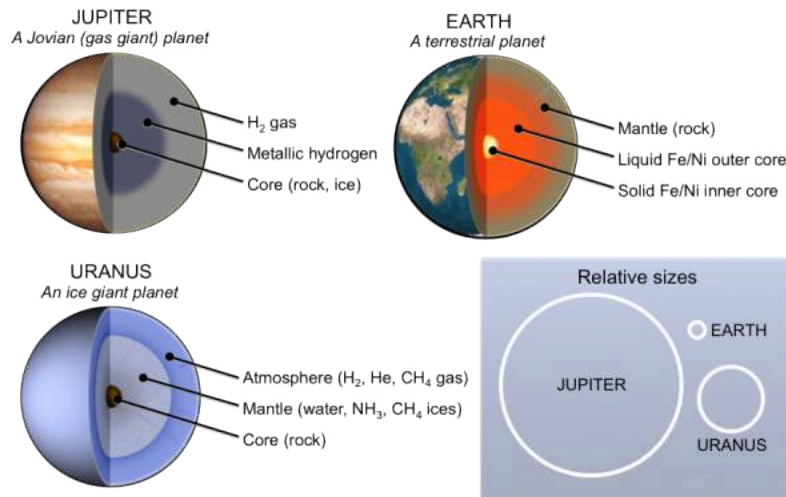 JUPITER
A Jovian (gas giant) planet
H₂ gas
Metallic hydrogen
Core (rock, ice)
EARTH
A terrestrial planet
Mantle (rock)
Liquid Fe/Ni outer core
Solid Fe/Ni inner core
URANUS
An ice giant planet
Atmosphere (H₂, He, CH₄ gas)
Mantle (water, NH₃, CH₄ ices)
Core (rock)
Relative sizes
JUPITER
EARTH
URANUS